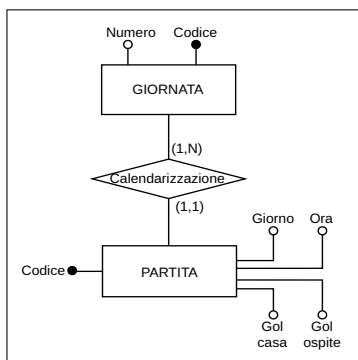 Numero Codice
GIORNATA
(1,N)
Calendarizzazione
(1,1)
Giorno Ora
Codice PARTITA
Gol casa Gol ospite